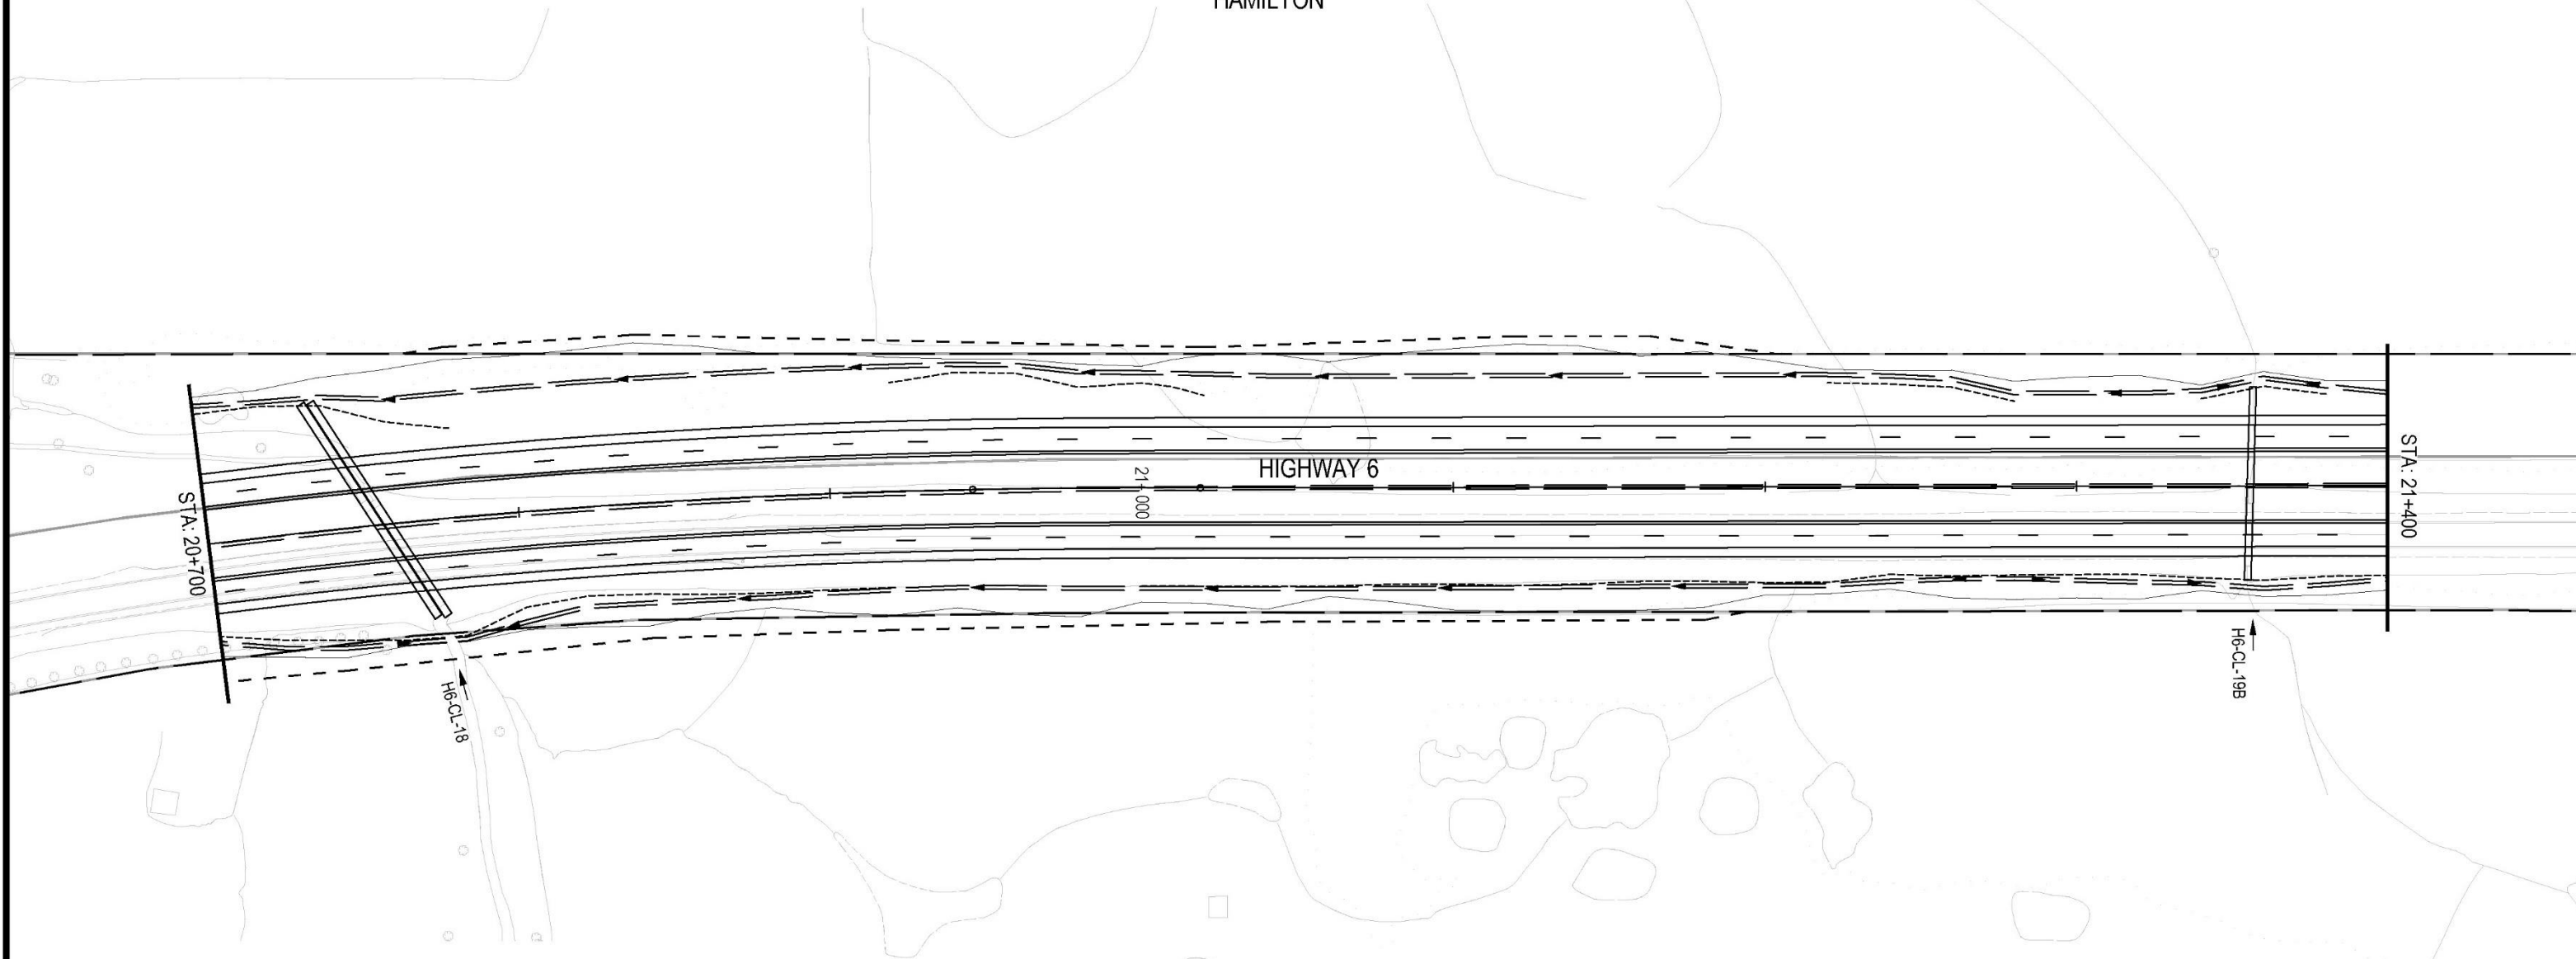 HAMILTON
STA: 20+700
H6-CL-18
21+000
HIGHWAY 6
H6-CL-19B
STA: 21+400